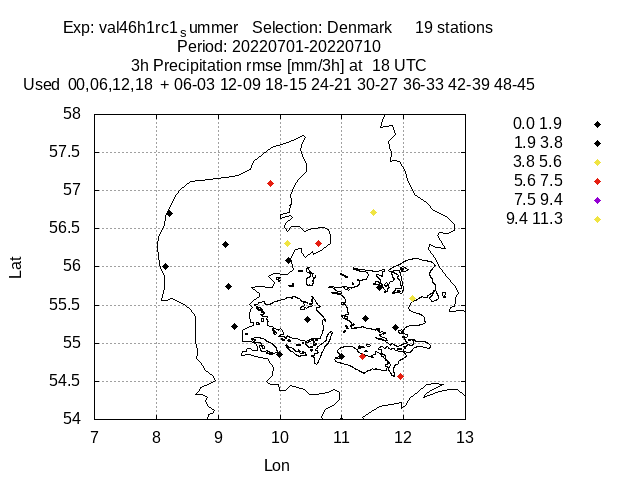 Exp: val46h1rc1ₛummer   Selection: Denmark     19 stations
Period: 20220701-20220710
3h Precipitation rmse [mm/3h] at  18 UTC
Used  00,06,12,18  + 06-03 12-09 18-15 24-21 30-27 36-33 42-39 48-45
0.0 1.9
1.9 3.8
3.8 5.6
5.6 7.5
7.5 9.4
9.4 11.3
58
57.5
57
56.5
56
55.5
55
54.5
54
Lat
7 8 9 10 11 12 13
Lon